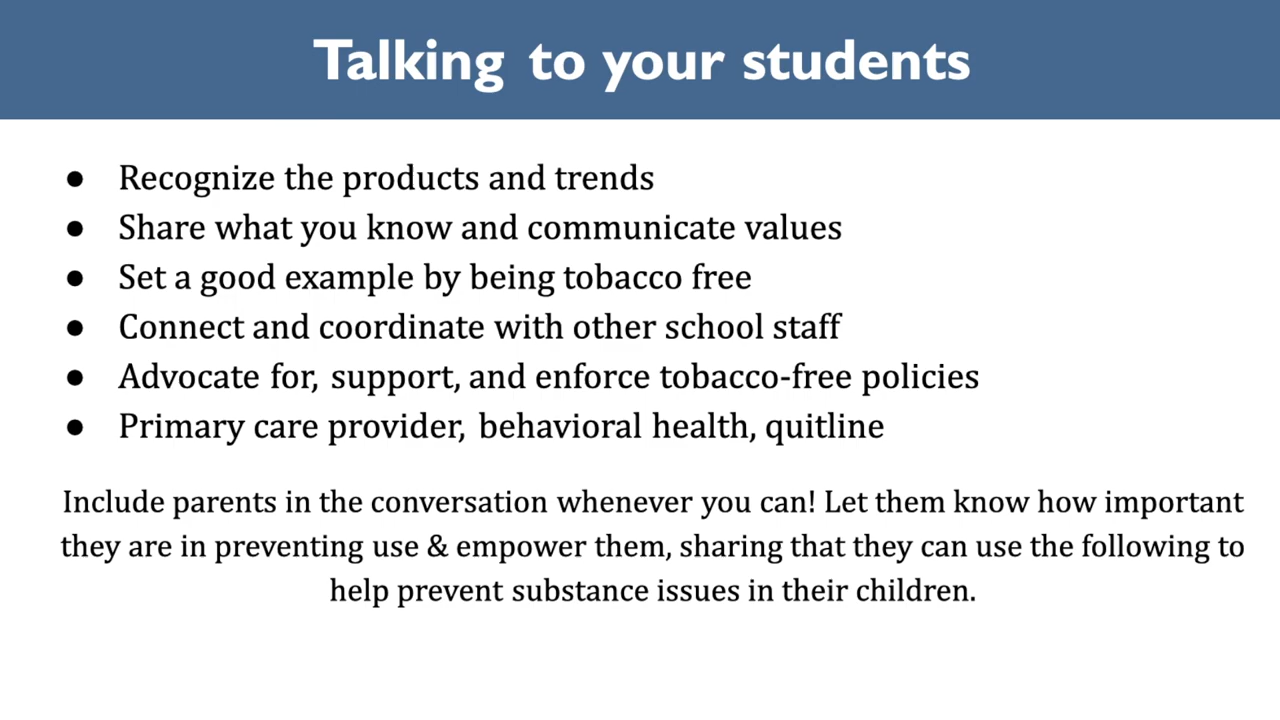 Talking to your students
● Recognize the products and trends
● Share what you know and communicate values
● Set a good example by being tobacco free
● Connect and coordinate with other school staff
● Advocate for, support, and enforce tobacco-free policies
● Primary care provider, behavioral health, quitline
Include parents in the conversation whenever you can! Let them know how important
they are in preventing use & empower them, sharing that they can use the following to
help prevent substance issues in their children.